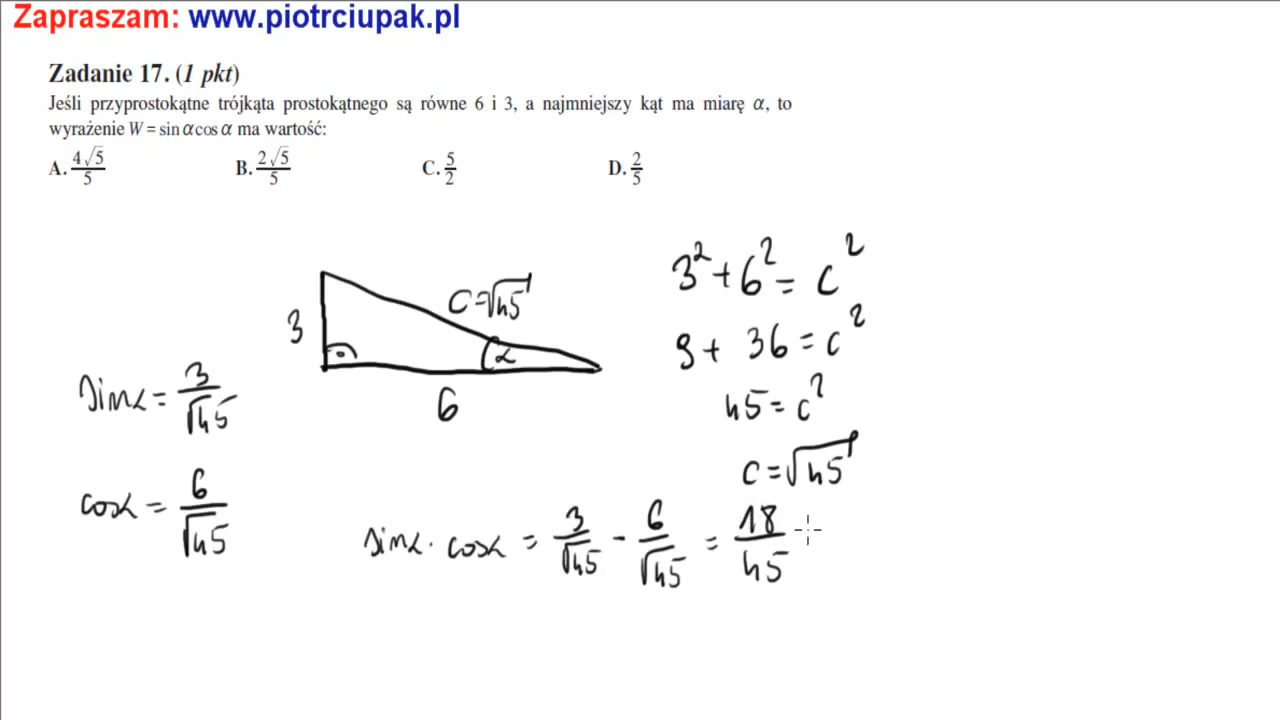 Zapraszam: www.piotrciupak.pl
Zadanie 17. (1 pkt)
Jeśli przyprostokątne trójkąta prostokątnego są równe 6 i 3, a najmniejszy kąt ma miarę α, to
wyrażenie W = sin α cos α ma wartość:
A. 4√5/5 B. 2√5/5 C. 5/2 D. 2/5
3² + 6² = c²
c=√45
3
9 + 36 = c²
α
sinα = 3/√45
6
45 = c²
c = √45
cosα = 6/√45
sinα · cosα = 3/√45 - 6/√45 = 18/45